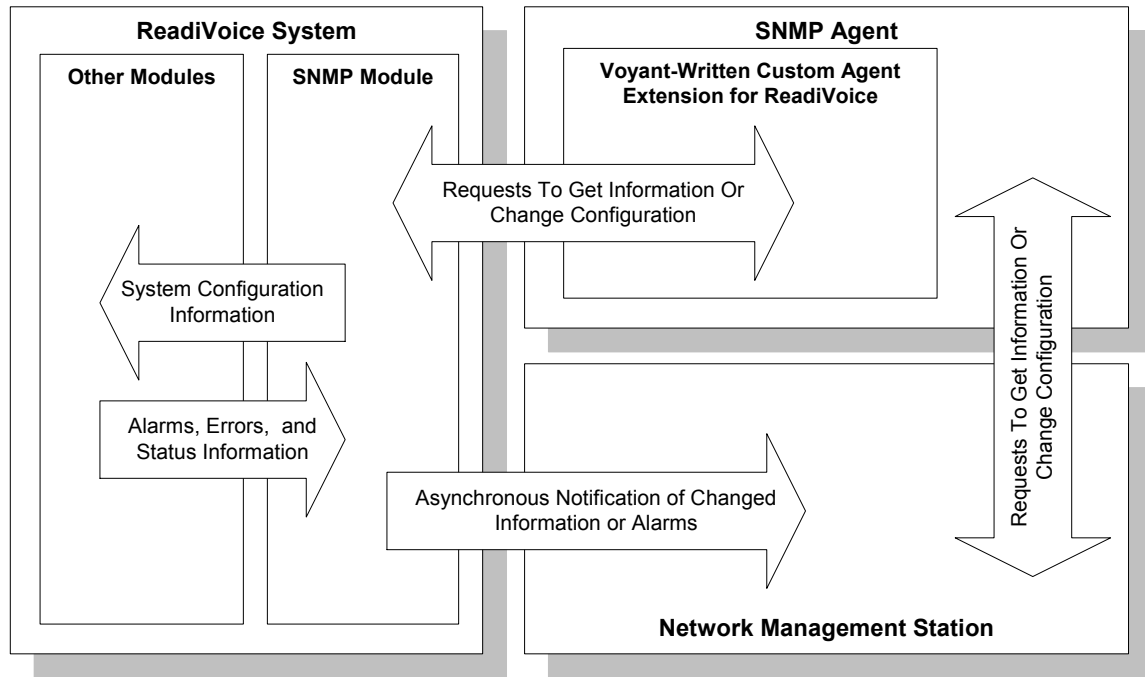 ReadiVoice System
Other Modules
SNMP Module
System Configuration
Information
Alarms, Errors, and
Status Information
SNMP Agent
Voyant-Written Custom Agent
Extension for ReadiVoice
Requests To Get Information Or
Change Configuration
Requests To Get Information Or
Change Configuration
Asynchronous Notification of Changed
Information or Alarms
Network Management Station